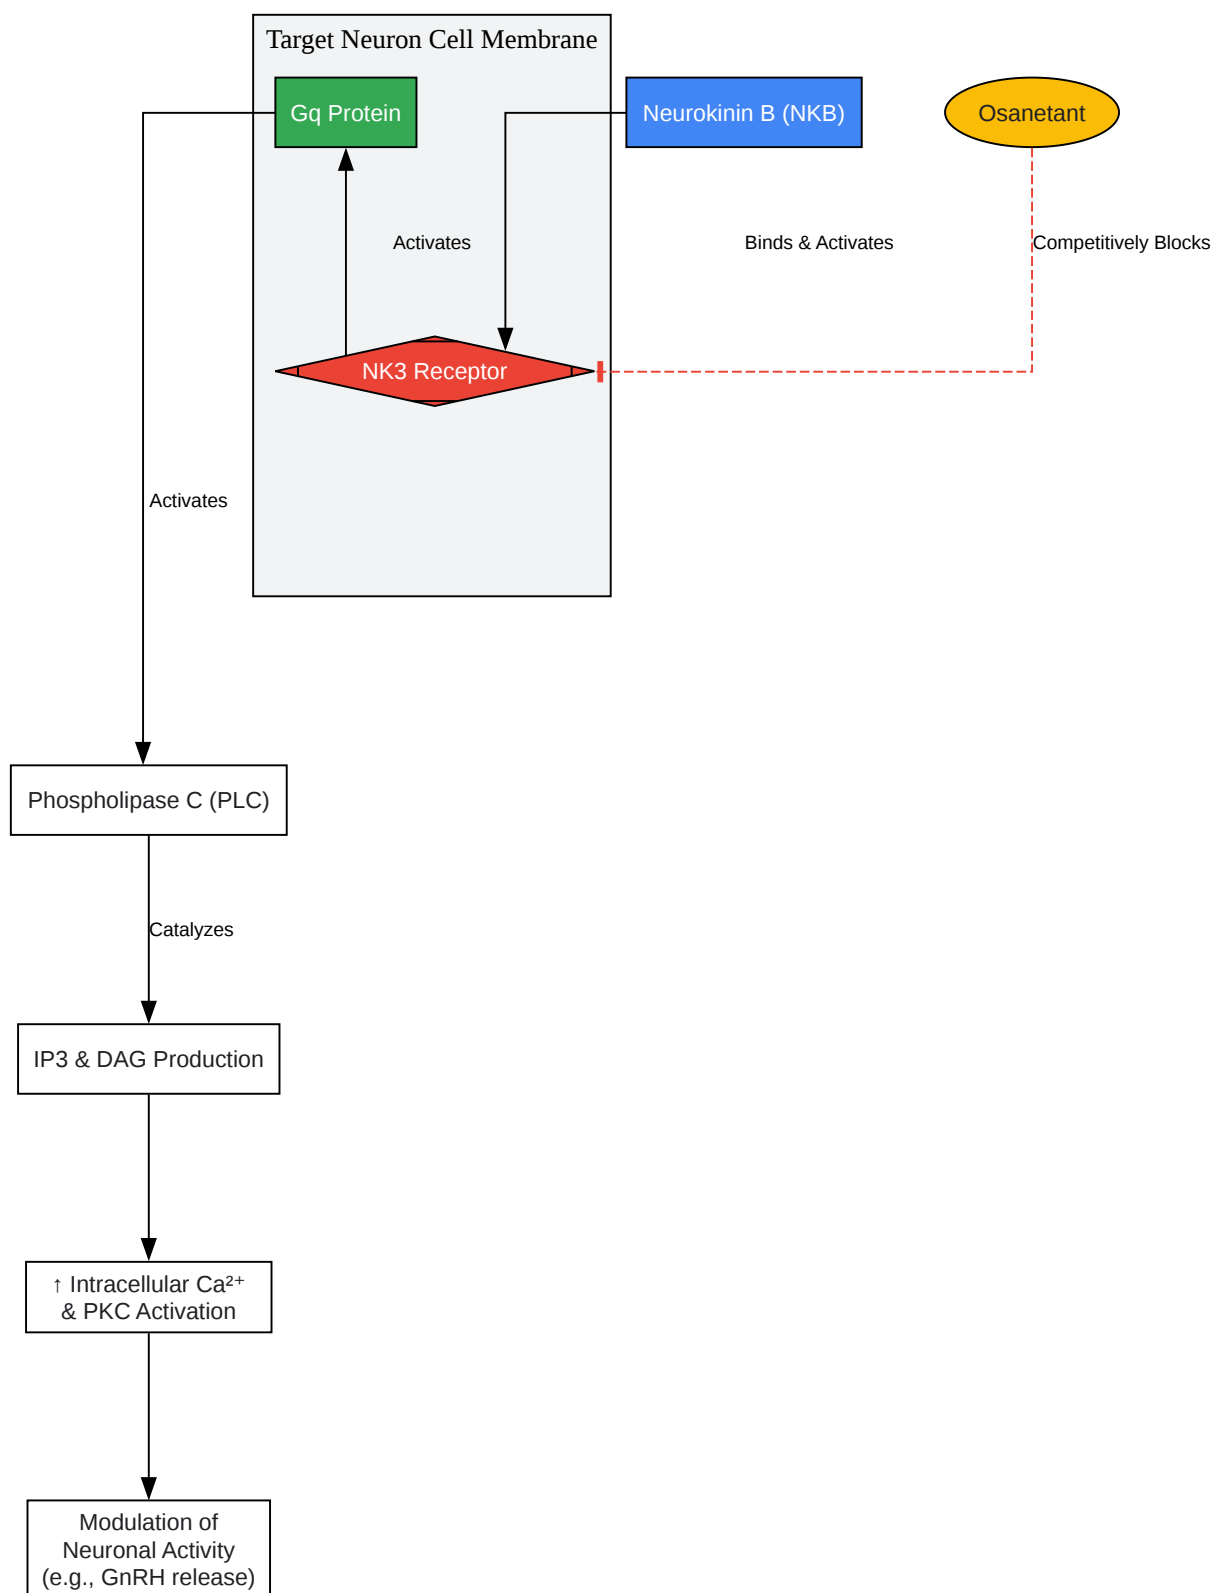 Target Neuron Cell Membrane
Gq Protein
Neurokinin B (NKB)
Osanetant
Activates
Binds & Activates
Competitively Blocks
NK3 Receptor
Activates
Phospholipase C (PLC)
Catalyzes
IP3 & DAG Production
↑ Intracellular Ca²⁺
& PKC Activation
Modulation of
Neuronal Activity
(e.g., GnRH release)